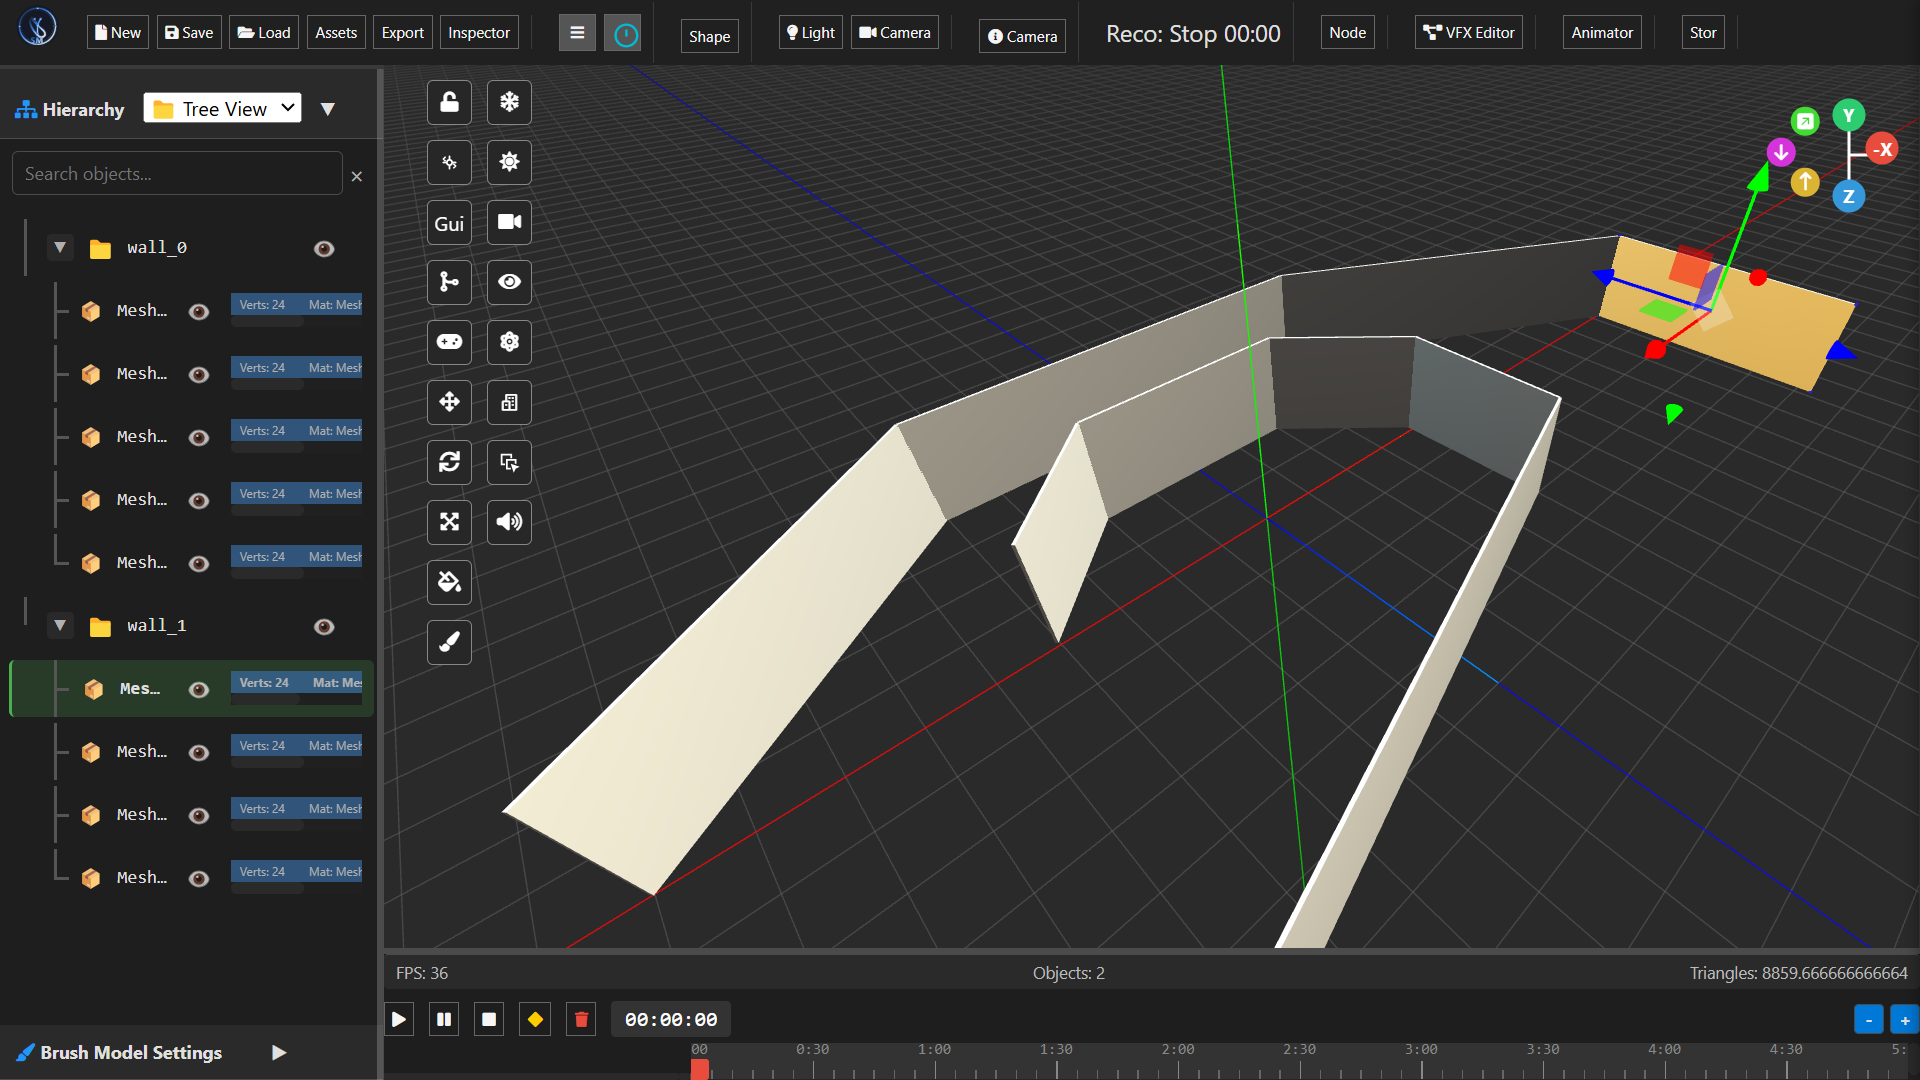 New
Save
Load
Assets
Export
Inspector
Shape
Light
Camera
Camera
Reco: Stop 00:00
Node
VFX Editor
Animator
Stor
Hierarchy
Tree View
Search objects...
wall_0
Mesh... Verts: 24 Mat: Mesh
Mesh... Verts: 24 Mat: Mesh
Mesh... Verts: 24 Mat: Mesh
Mesh... Verts: 24 Mat: Mesh
Mesh... Verts: 24 Mat: Mesh
wall_1
Mes... Verts: 24 Mat: Mes
Mesh... Verts: 24 Mat: Mesh
Mesh... Verts: 24 Mat: Mesh
Mesh... Verts: 24 Mat: Mesh
Brush Model Settings
Gui
Y
-X
Z
FPS: 36
Objects: 2
Triangles: 8859.666666666664
00:00:00
- +
00 0:30 1:00 1:30 2:00 2:30 3:00 3:30 4:00 4:30 5: